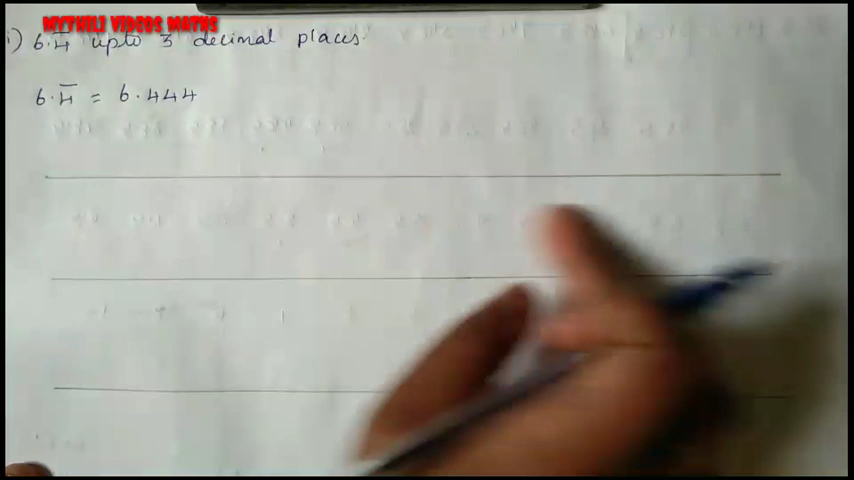 MYTHILI VIDEOS MATHS
i) 6.4̅ upto 3 decimal places.
6.4̅ = 6.444